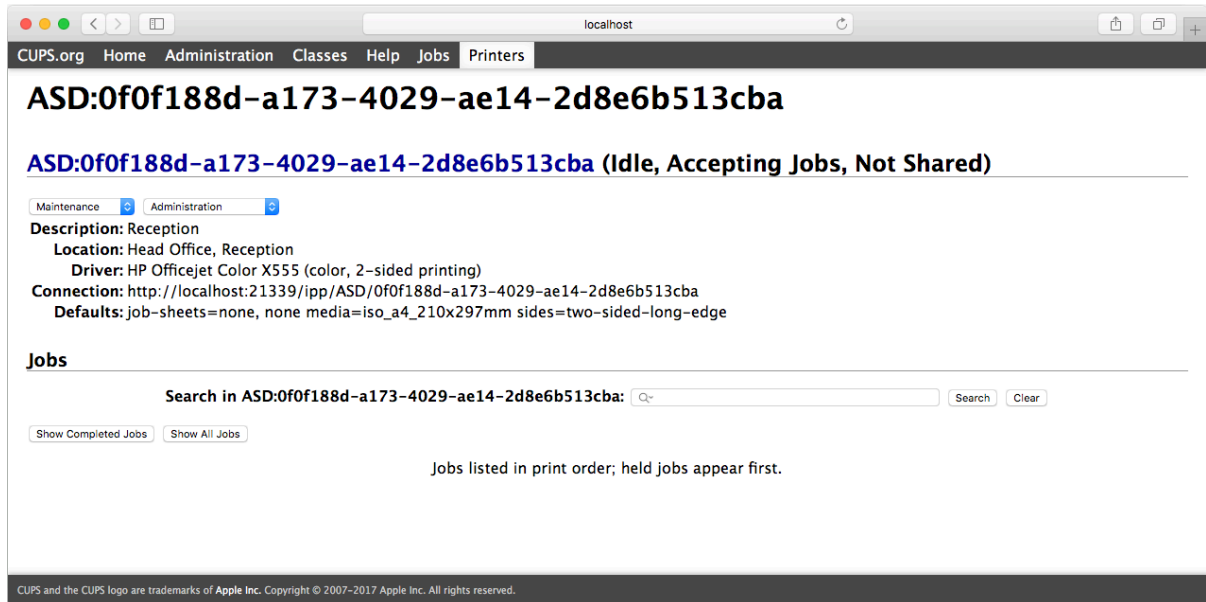 localhost
CUPS.org Home Administration Classes Help Jobs Printers
ASD:0f0f188d-a173-4029-ae14-2d8e6b513cba
ASD:0f0f188d-a173-4029-ae14-2d8e6b513cba (Idle, Accepting Jobs, Not Shared)
Maintenance Administration
Description: Reception
Location: Head Office, Reception
Driver: HP Officejet Color X555 (color, 2-sided printing)
Connection: http://localhost:21339/ipp/ASD/0f0f188d-a173-4029-ae14-2d8e6b513cba
Defaults: job-sheets=none, none media=iso_a4_210x297mm sides=two-sided-long-edge
Jobs
Search in ASD:0f0f188d-a173-4029-ae14-2d8e6b513cba: Search Clear
Show Completed Jobs Show All Jobs
Jobs listed in print order; held jobs appear first.
CUPS and the CUPS logo are trademarks of Apple Inc. Copyright © 2007-2017 Apple Inc. All rights reserved.